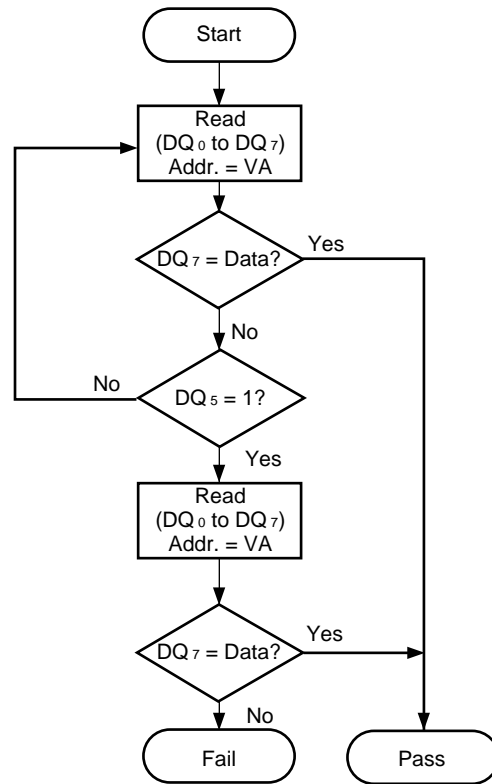 Start
Read
(DQ₀ to DQ₇)
Addr. = VA
DQ₇ = Data?
Yes
No
No
DQ₅ = 1?
Yes
Read
(DQ₀ to DQ₇)
Addr. = VA
DQ₇ = Data?
Yes
No
Fail
Pass